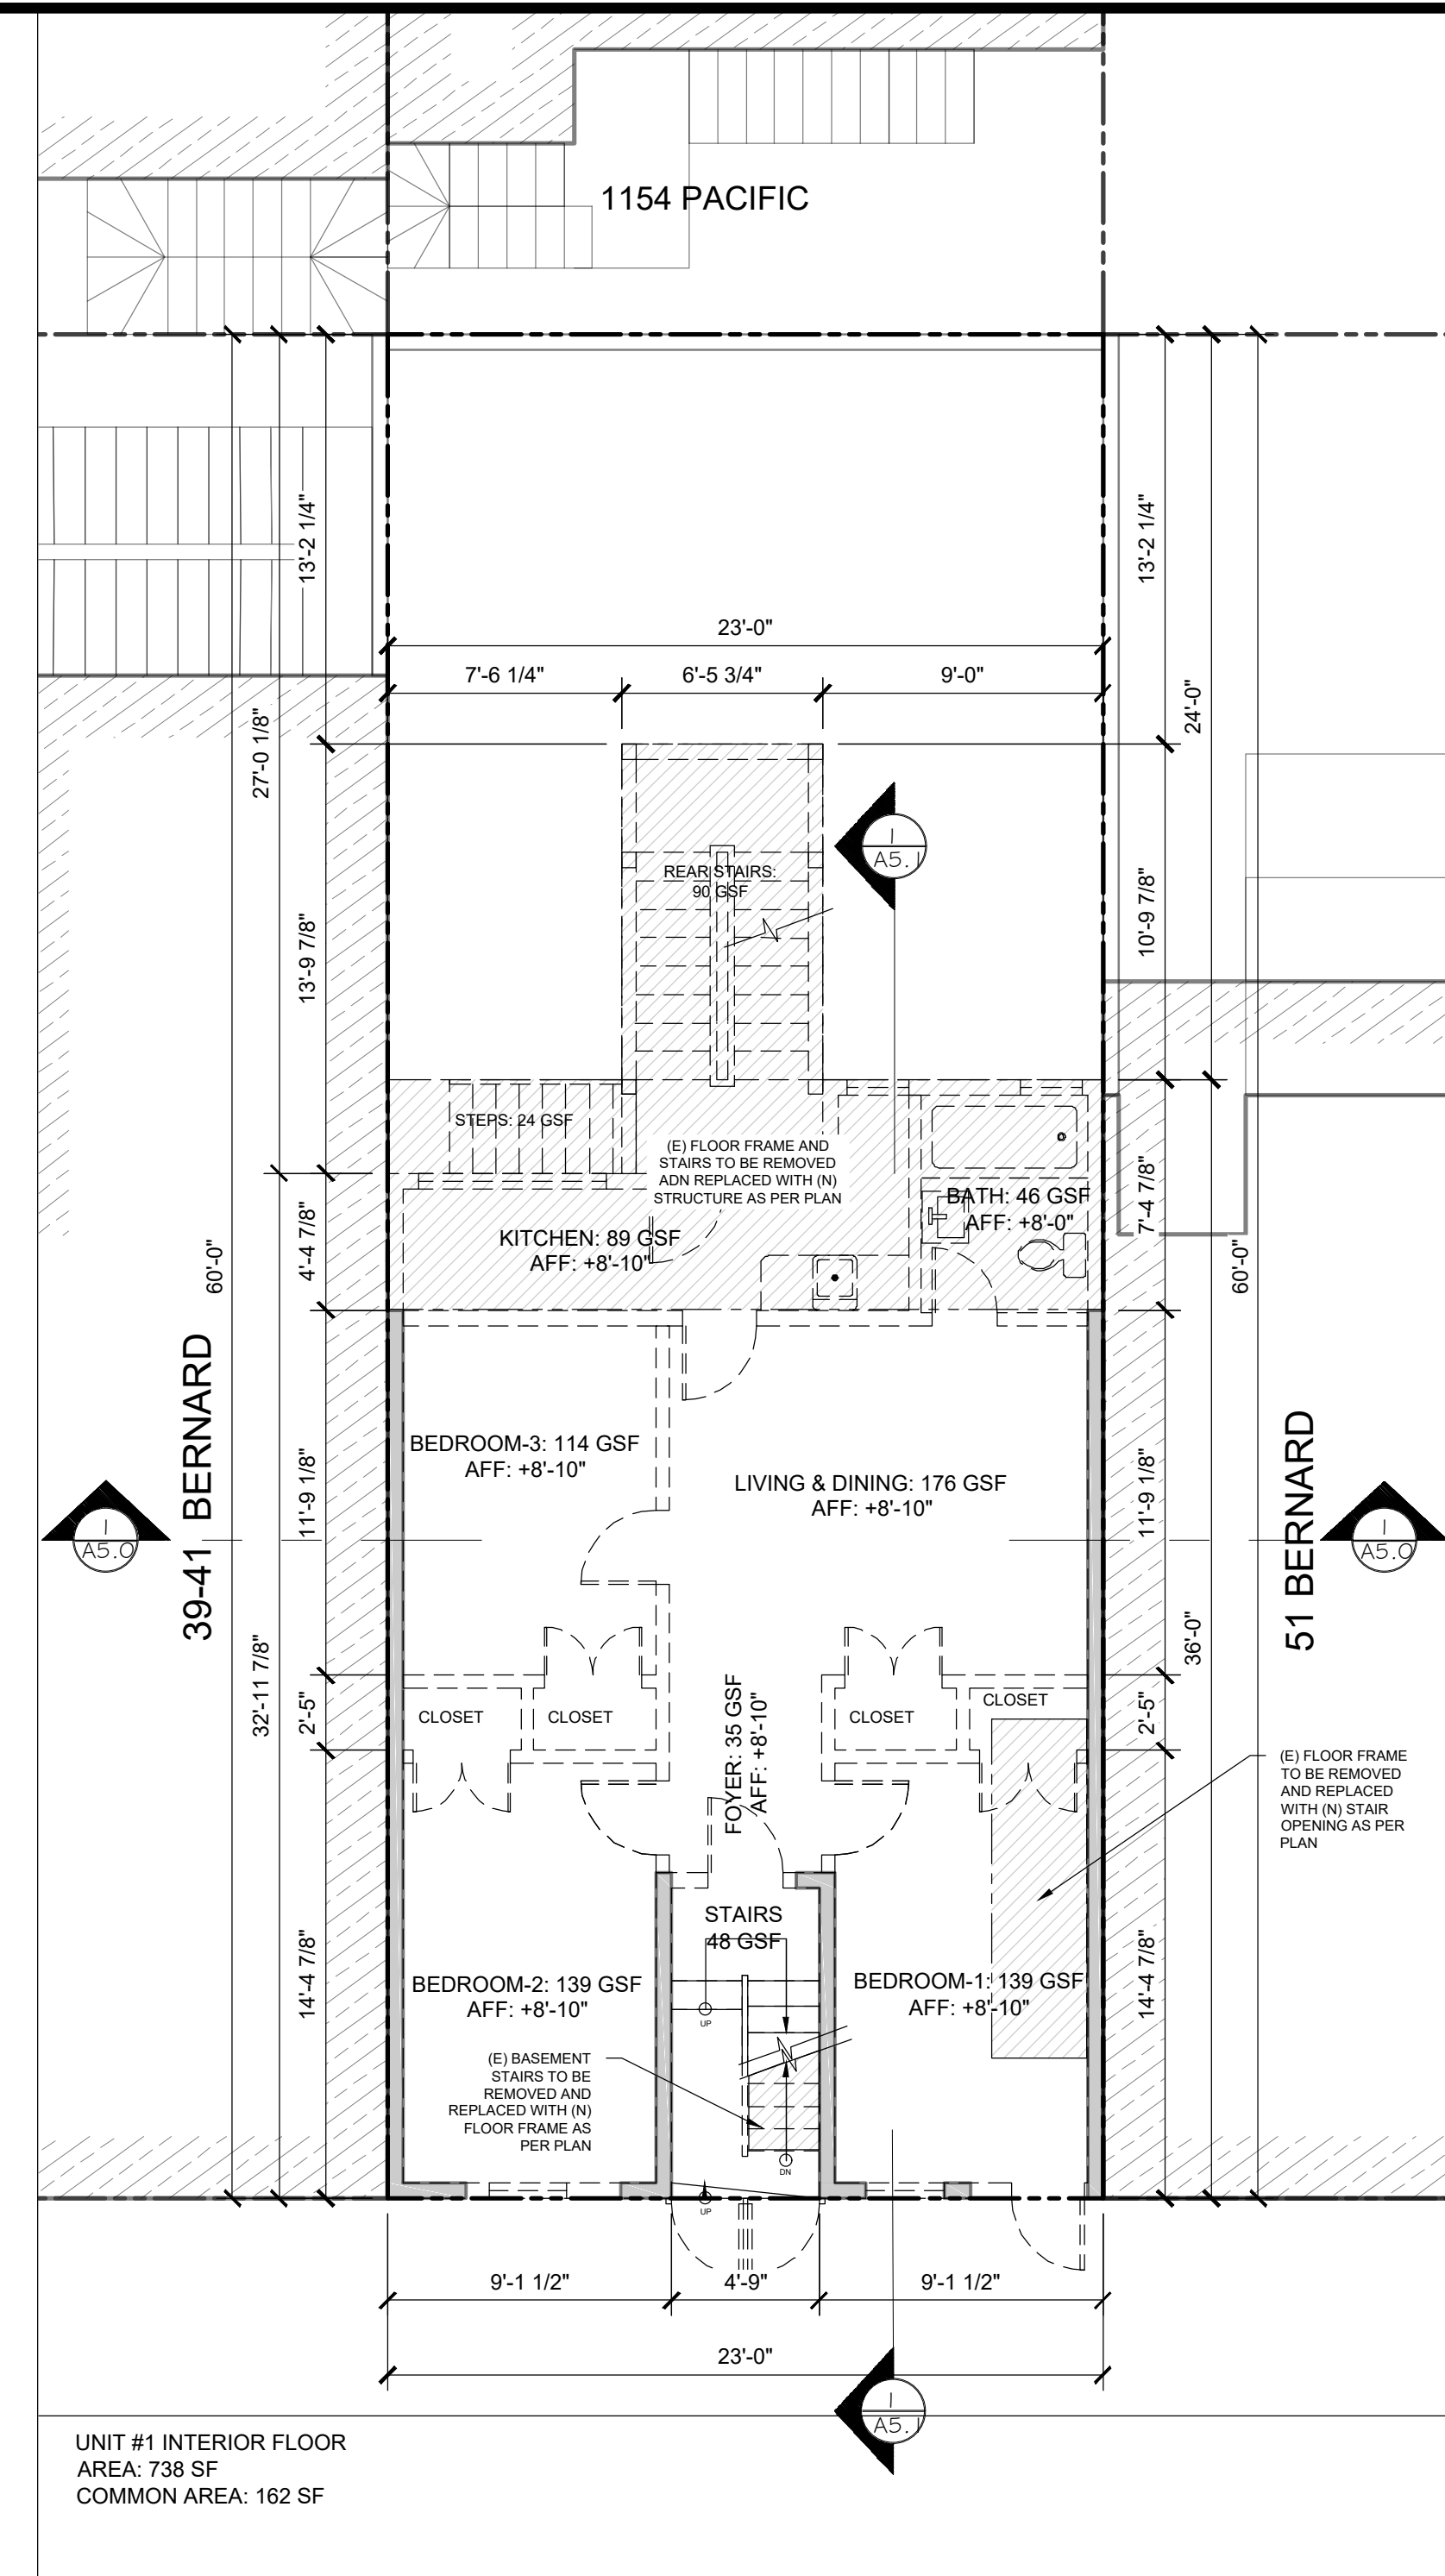 1154 PACIFIC
13'-2 1/4"
13'-2 1/4"
23'-0"
7'-6 1/4"
6'-5 3/4"
9'-0"
24'-0"
27'-0 1/8"
1
A5.1
REAR STAIRS:
90 GSF
13'-9 7/8"
10'-9 7/8"
STEPS: 24 GSF
(E) FLOOR FRAME AND
STAIRS TO BE REMOVED
ADN REPLACED WITH (N)
STRUCTURE AS PER PLAN
BATH: 46 GSF
AFF: +8'-0"
7'-4 7/8"
KITCHEN: 89 GSF
AFF: +8'-10"
4'-4 7/8"
60'-0"
60'-0"
39-41 BERNARD
51 BERNARD
BEDROOM-3: 114 GSF
AFF: +8'-10"
LIVING & DINING: 176 GSF
AFF: +8'-10"
11'-9 1/8"
11'-9 1/8"
1
A5.0
1
A5.0
32'-11 7/8"
36'-0"
2'-5"
2'-5"
CLOSET
CLOSET
CLOSET
CLOSET
FOYER: 35 GSF
AFF: +8'-10"
(E) FLOOR FRAME
TO BE REMOVED
AND REPLACED
WITH (N) STAIR
OPENING AS PER
PLAN
STAIRS
48 GSF
14'-4 7/8"
14'-4 7/8"
BEDROOM-2: 139 GSF
AFF: +8'-10"
BEDROOM-1: 139 GSF
AFF: +8'-10"
UP
(E) BASEMENT
STAIRS TO BE
REMOVED AND
REPLACED WITH (N)
FLOOR FRAME AS
PER PLAN
DN
UP
9'-1 1/2"
4'-9"
9'-1 1/2"
23'-0"
1
A5.1
UNIT #1 INTERIOR FLOOR
AREA: 738 SF
COMMON AREA: 162 SF